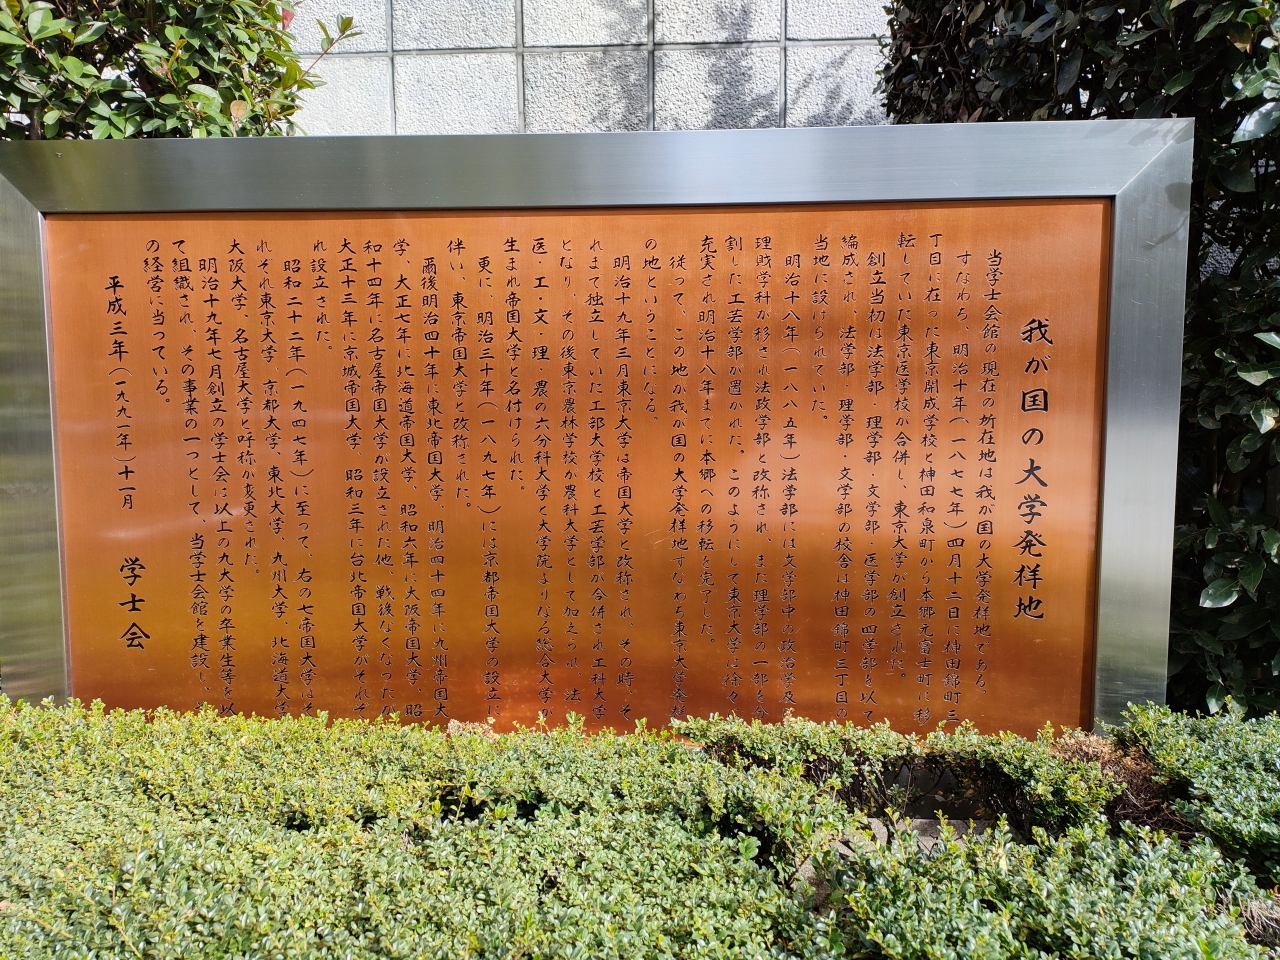 我が国の大学発祥地
当学士会館の現在の所在地は我が国の大学発祥地である。
すなわち、明治十年(一八七七年)四月十二日に神田錦町三
丁目に在った東京開成学校と神田和泉町から本郷元富士町に移
転していた東京医学校が合併し、東京大学が創立された。
創立当初は法学部・理学部・文学部・医学部の四学部を以て
編成され、法学部・理学部・文学部の校舎は神田錦町三丁目の
当地に設けられていた。
明治十八年(一八八五年)法学部には文学部中の政治学及
理財学科が移され法政学部と改称され、また理学部の一部を分
割した工芸学部が置かれた。このようにして東京大学は徐々
充実され明治十八年までに本郷への移転を完了した。
従って、この地が我が国の大学発祥地すなわち東京大学発祥
の地ということになる。
明治十九年三月東京大学は帝国大学と改称され、その時、そ
れまで独立していた工部大学校と工芸学部が合併され工科大学
となり、その後東京農林学校が農科大学として加えられ、法・
医・工・文・理・農の六分科大学と大学院よりなる総合大学が
生まれ帝国大学と名付けられた。
更に、明治三十年(一八九七年)には京都帝国大学の設立に
伴い、東京帝国大学と改称された。
爾後明治四十年に東北帝国大学、明治四十四年に九州帝国大
学、大正七年に北海道帝国大学、昭和六年に大阪帝国大学、昭
和十四年に名古屋帝国大学が設立された他、戦後なくなったが
大正十三年に京城帝国大学、昭和三年に台北帝国大学がそれぞ
れ設立された。
昭和二十二年(一九四七年)に至って、右の七帝国大学はそ
れぞれ東京大学、京都大学、東北大学、九州大学、北海道大学
大阪大学、名古屋大学と呼称が変更された。
明治十九年七月創立の学士会は以上の九大学の卒業生等を以
て組織され、その事業の一つとして、当学士会館を建設し、
の経営に当っている。
平成三年(一九九一年)十一月 学士会